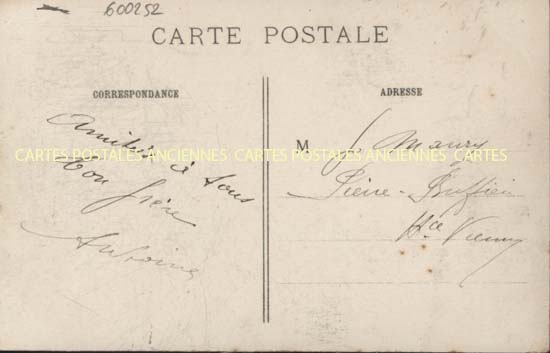 600252
CARTE POSTALE
CORRESPONDANCE
Amitiés à tous
Ton frère
Antoine
ADRESSE
M J. Maury
Pierre-Buffière
Hte Vienne
CARTES POSTALES ANCIENNES CARTES POSTALES ANCIENNES CARTES